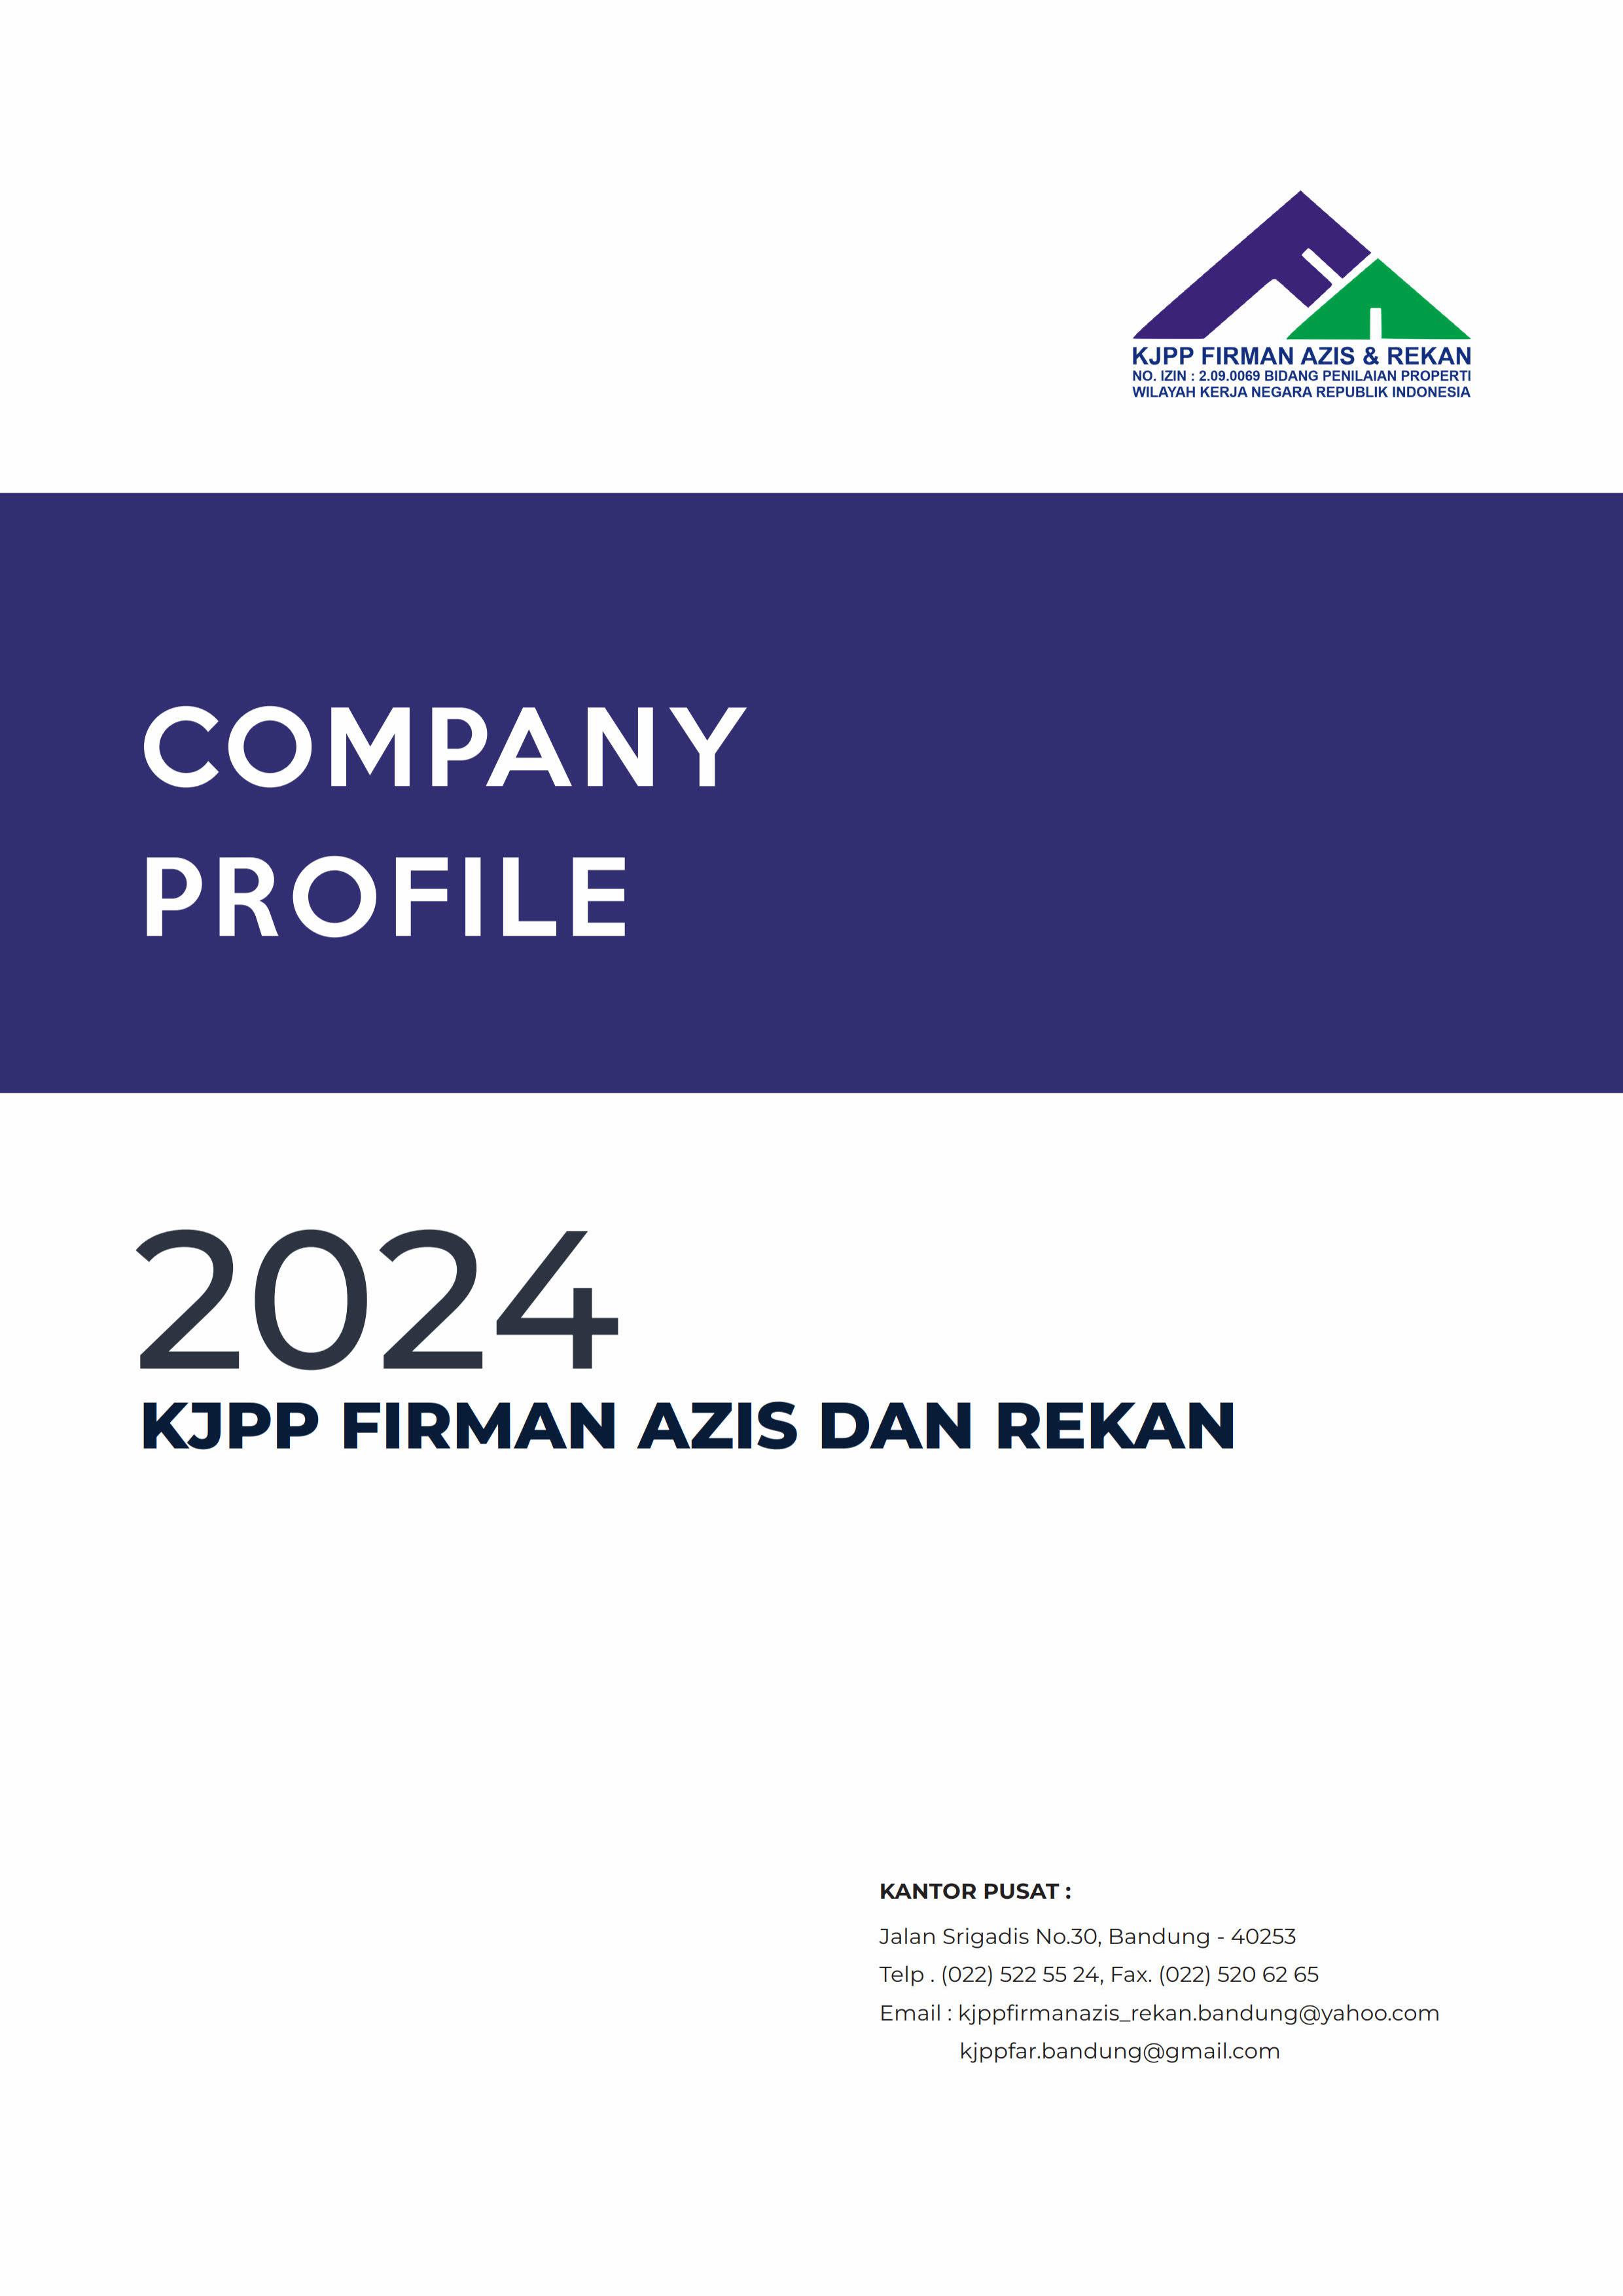 KJPP FIRMAN AZIS & REKAN
NO. IZIN : 2.09.0069 BIDANG PENILAIAN PROPERTI
WILAYAH KERJA NEGARA REPUBLIK INDONESIA
COMPANY
PROFILE
2024
KJPP FIRMAN AZIS DAN REKAN
KANTOR PUSAT :
Jalan Srigadis No.30, Bandung - 40253
Telp . (022) 522 55 24, Fax. (022) 520 62 65
Email : kjppfirmanazis_rekan.bandung@yahoo.com
kjppfar.bandung@gmail.com